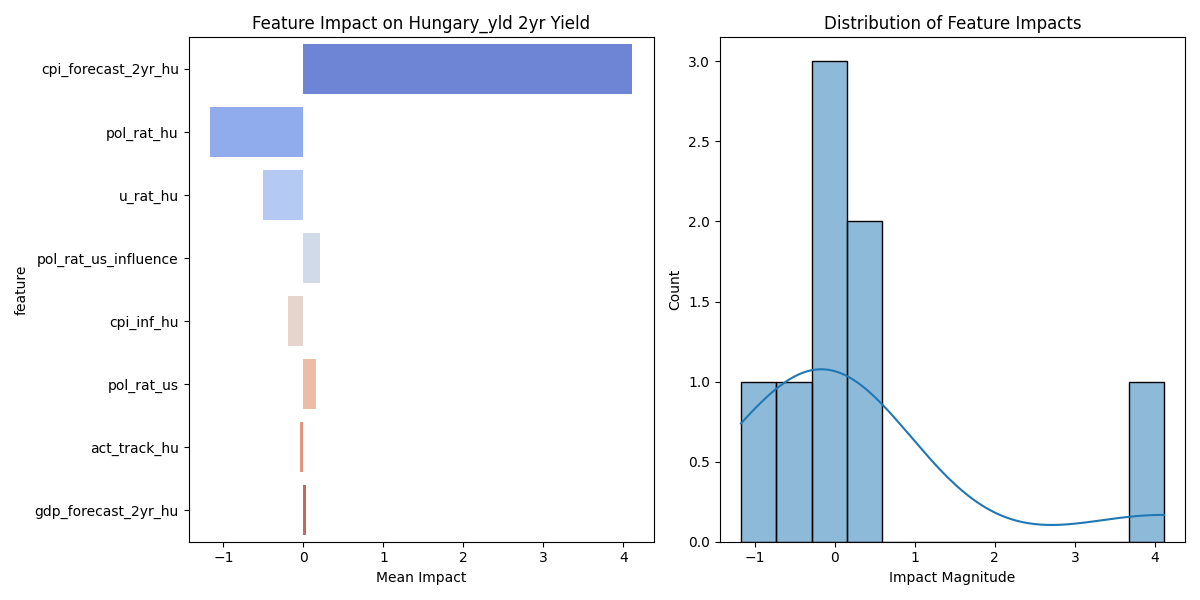 Feature Impact on Hungary_yld 2yr Yield
feature
cpi_forecast_2yr_hu
pol_rat_hu
u_rat_hu
pol_rat_us_influence
cpi_inf_hu
pol_rat_us
act_track_hu
gdp_forecast_2yr_hu
−1 0 1 2 3 4
Mean Impact
Distribution of Feature Impacts
Count
3.0
2.5
2.0
1.5
1.0
0.5
0.0
−1 0 1 2 3 4
Impact Magnitude